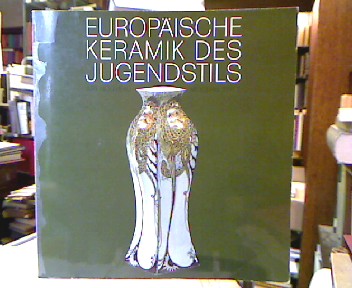 EUROPÄISCHE
KERAMIK DES
JUGENDSTILS